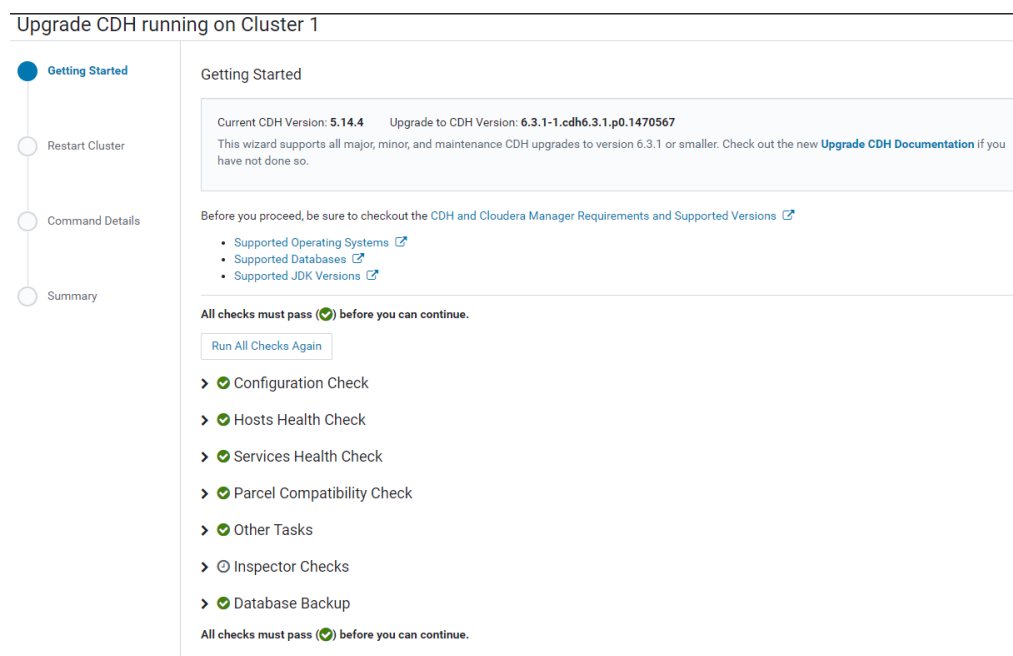 Upgrade CDH running on Cluster 1
Getting Started
Restart Cluster
Command Details
Summary
Getting Started
Current CDH Version: 5.14.4 Upgrade to CDH Version: 6.3.1-1.cdh6.3.1.p0.1470567
This wizard supports all major, minor, and maintenance CDH upgrades to version 6.3.1 or smaller. Check out the new Upgrade CDH Documentation if you
have not done so.
Before you proceed, be sure to checkout the CDH and Cloudera Manager Requirements and Supported Versions
Supported Operating Systems
Supported Databases
Supported JDK Versions
All checks must pass () before you can continue.
Run All Checks Again
Configuration Check
Hosts Health Check
Services Health Check
Parcel Compatibility Check
Other Tasks
Inspector Checks
Database Backup
All checks must pass () before you can continue.